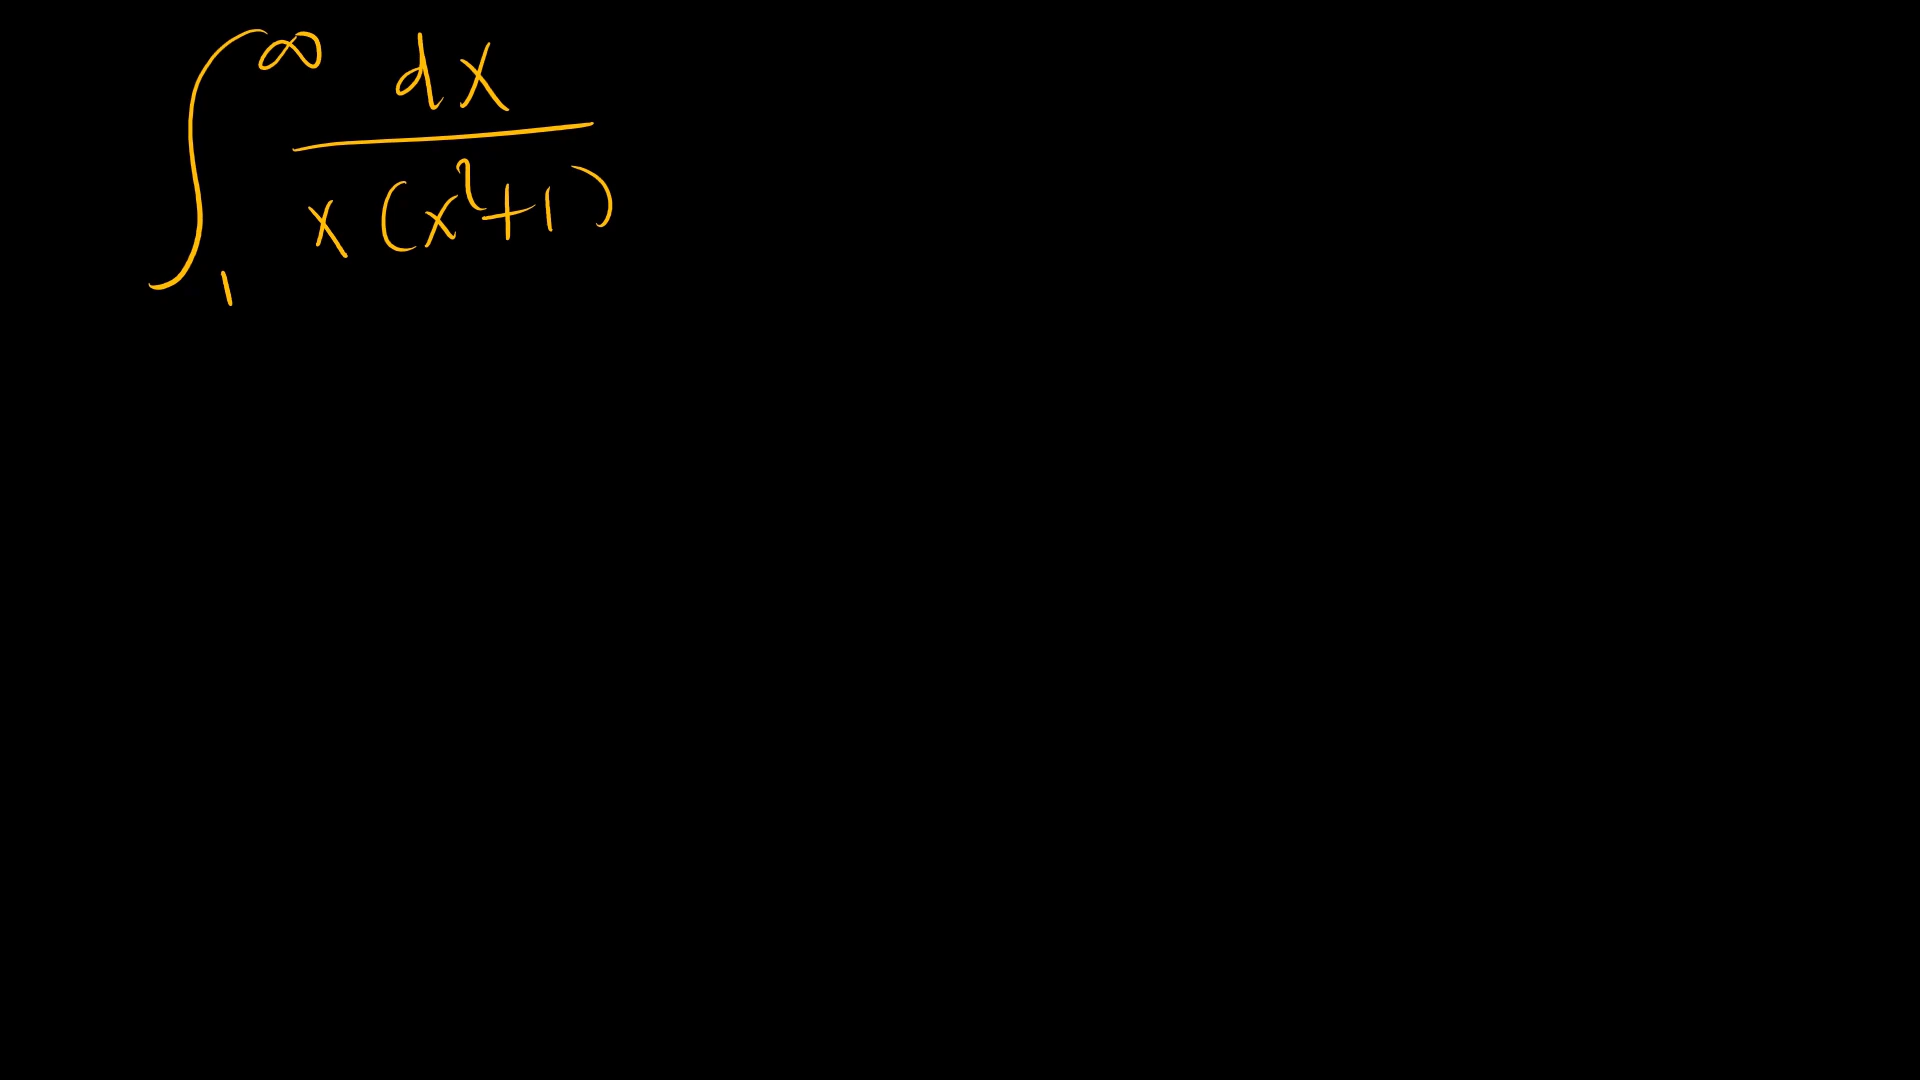 ∫₁^∞ dx / x(x²+1)